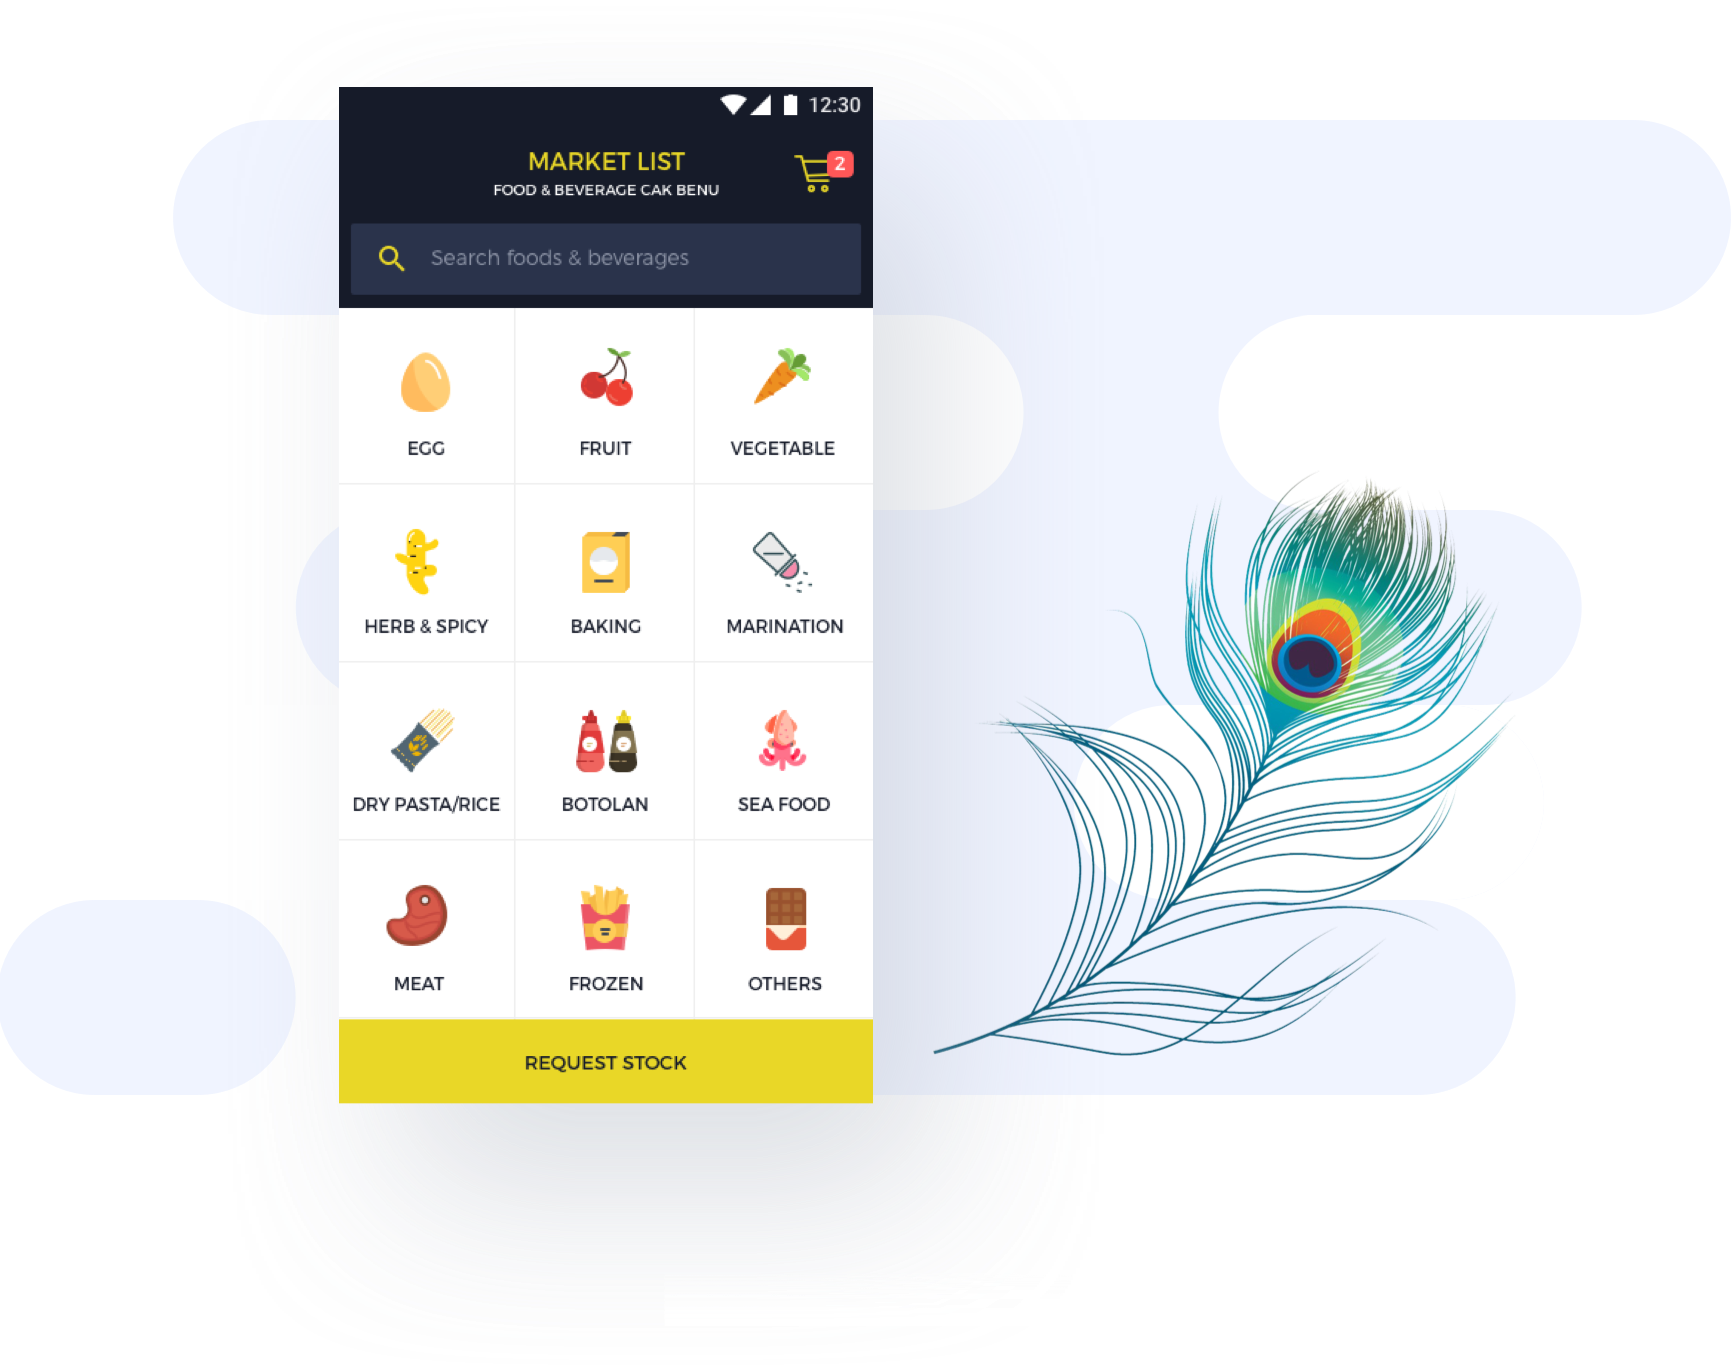 12:30
MARKET LIST
2
FOOD & BEVERAGE CAK BENU
Search foods & beverages
EGG
FRUIT
VEGETABLE
HERB & SPICY
BAKING
MARINATION
DRY PASTA/RICE
BOTOLAN
SEA FOOD
MEAT
FROZEN
OTHERS
REQUEST STOCK